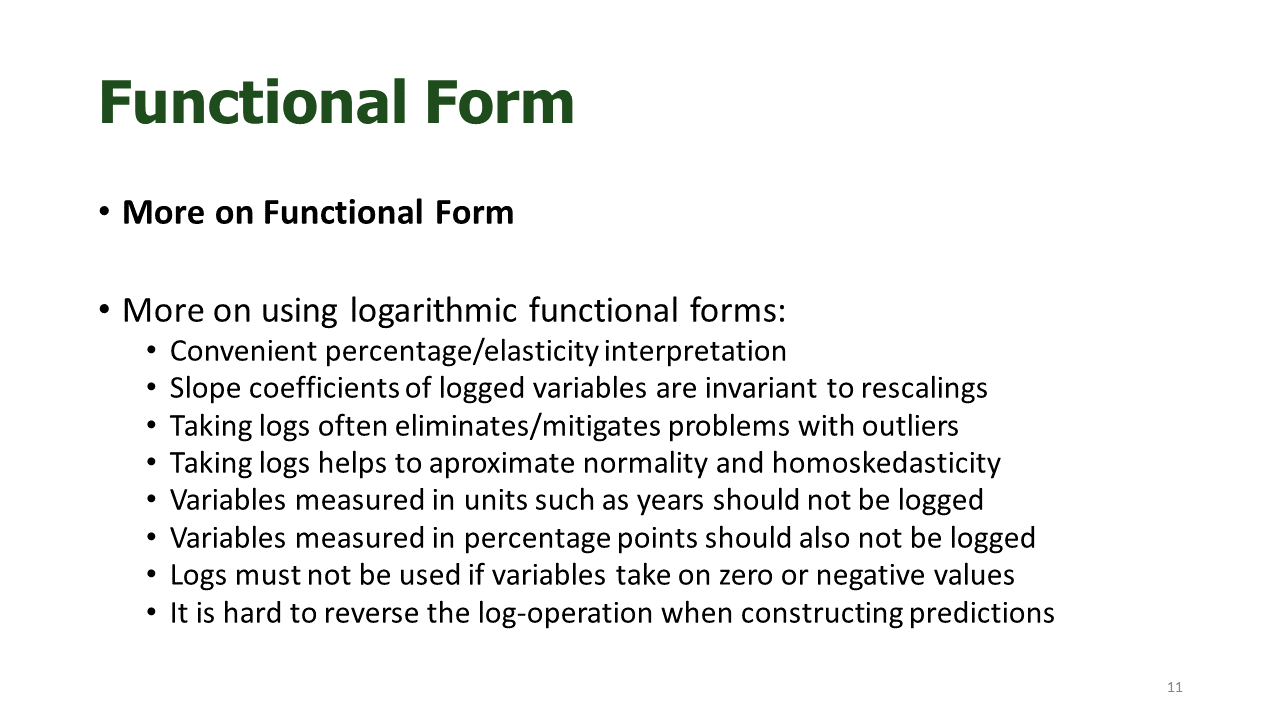 Functional Form
• More on Functional Form
• More on using logarithmic functional forms:
• Convenient percentage/elasticity interpretation
• Slope coefficients of logged variables are invariant to rescalings
• Taking logs often eliminates/mitigates problems with outliers
• Taking logs helps to aproximate normality and homoskedasticity
• Variables measured in units such as years should not be logged
• Variables measured in percentage points should also not be logged
• Logs must not be used if variables take on zero or negative values
• It is hard to reverse the log-operation when constructing predictions
11